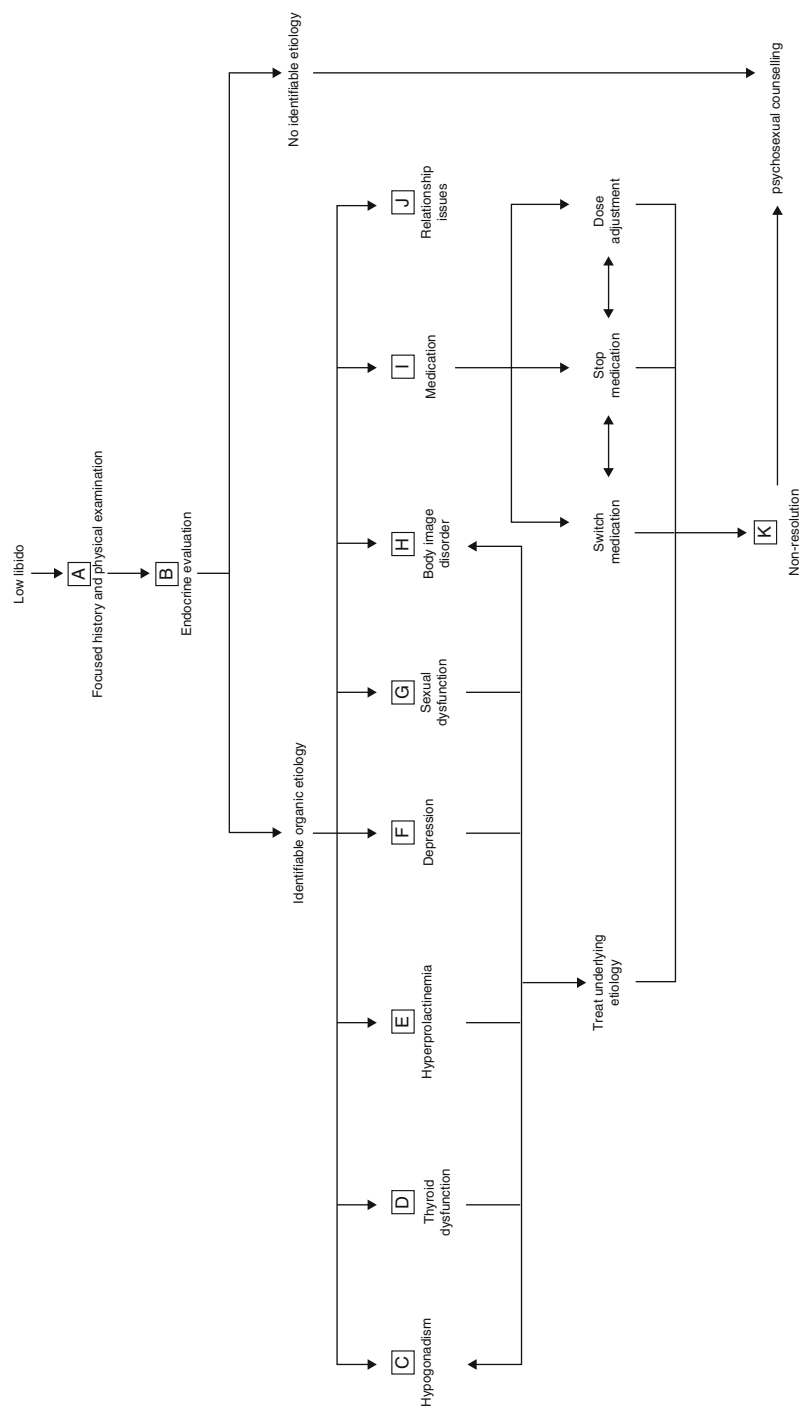 Low libido
A
Focused history and physical examination
B
Endocrine evaluation
Identifiable organic etiology
No identifiable etiology
C
Hypogonadism
D
Thyroid
dysfunction
E
Hyperprolactinemia
F
Depression
G
Sexual
dysfunction
H
Body image
disorder
I
Medication
J
Relationship
issues
Treat underlying
etiology
Switch
medication
Stop
medication
Dose
adjustment
K
Non-resolution
psychosexual counselling